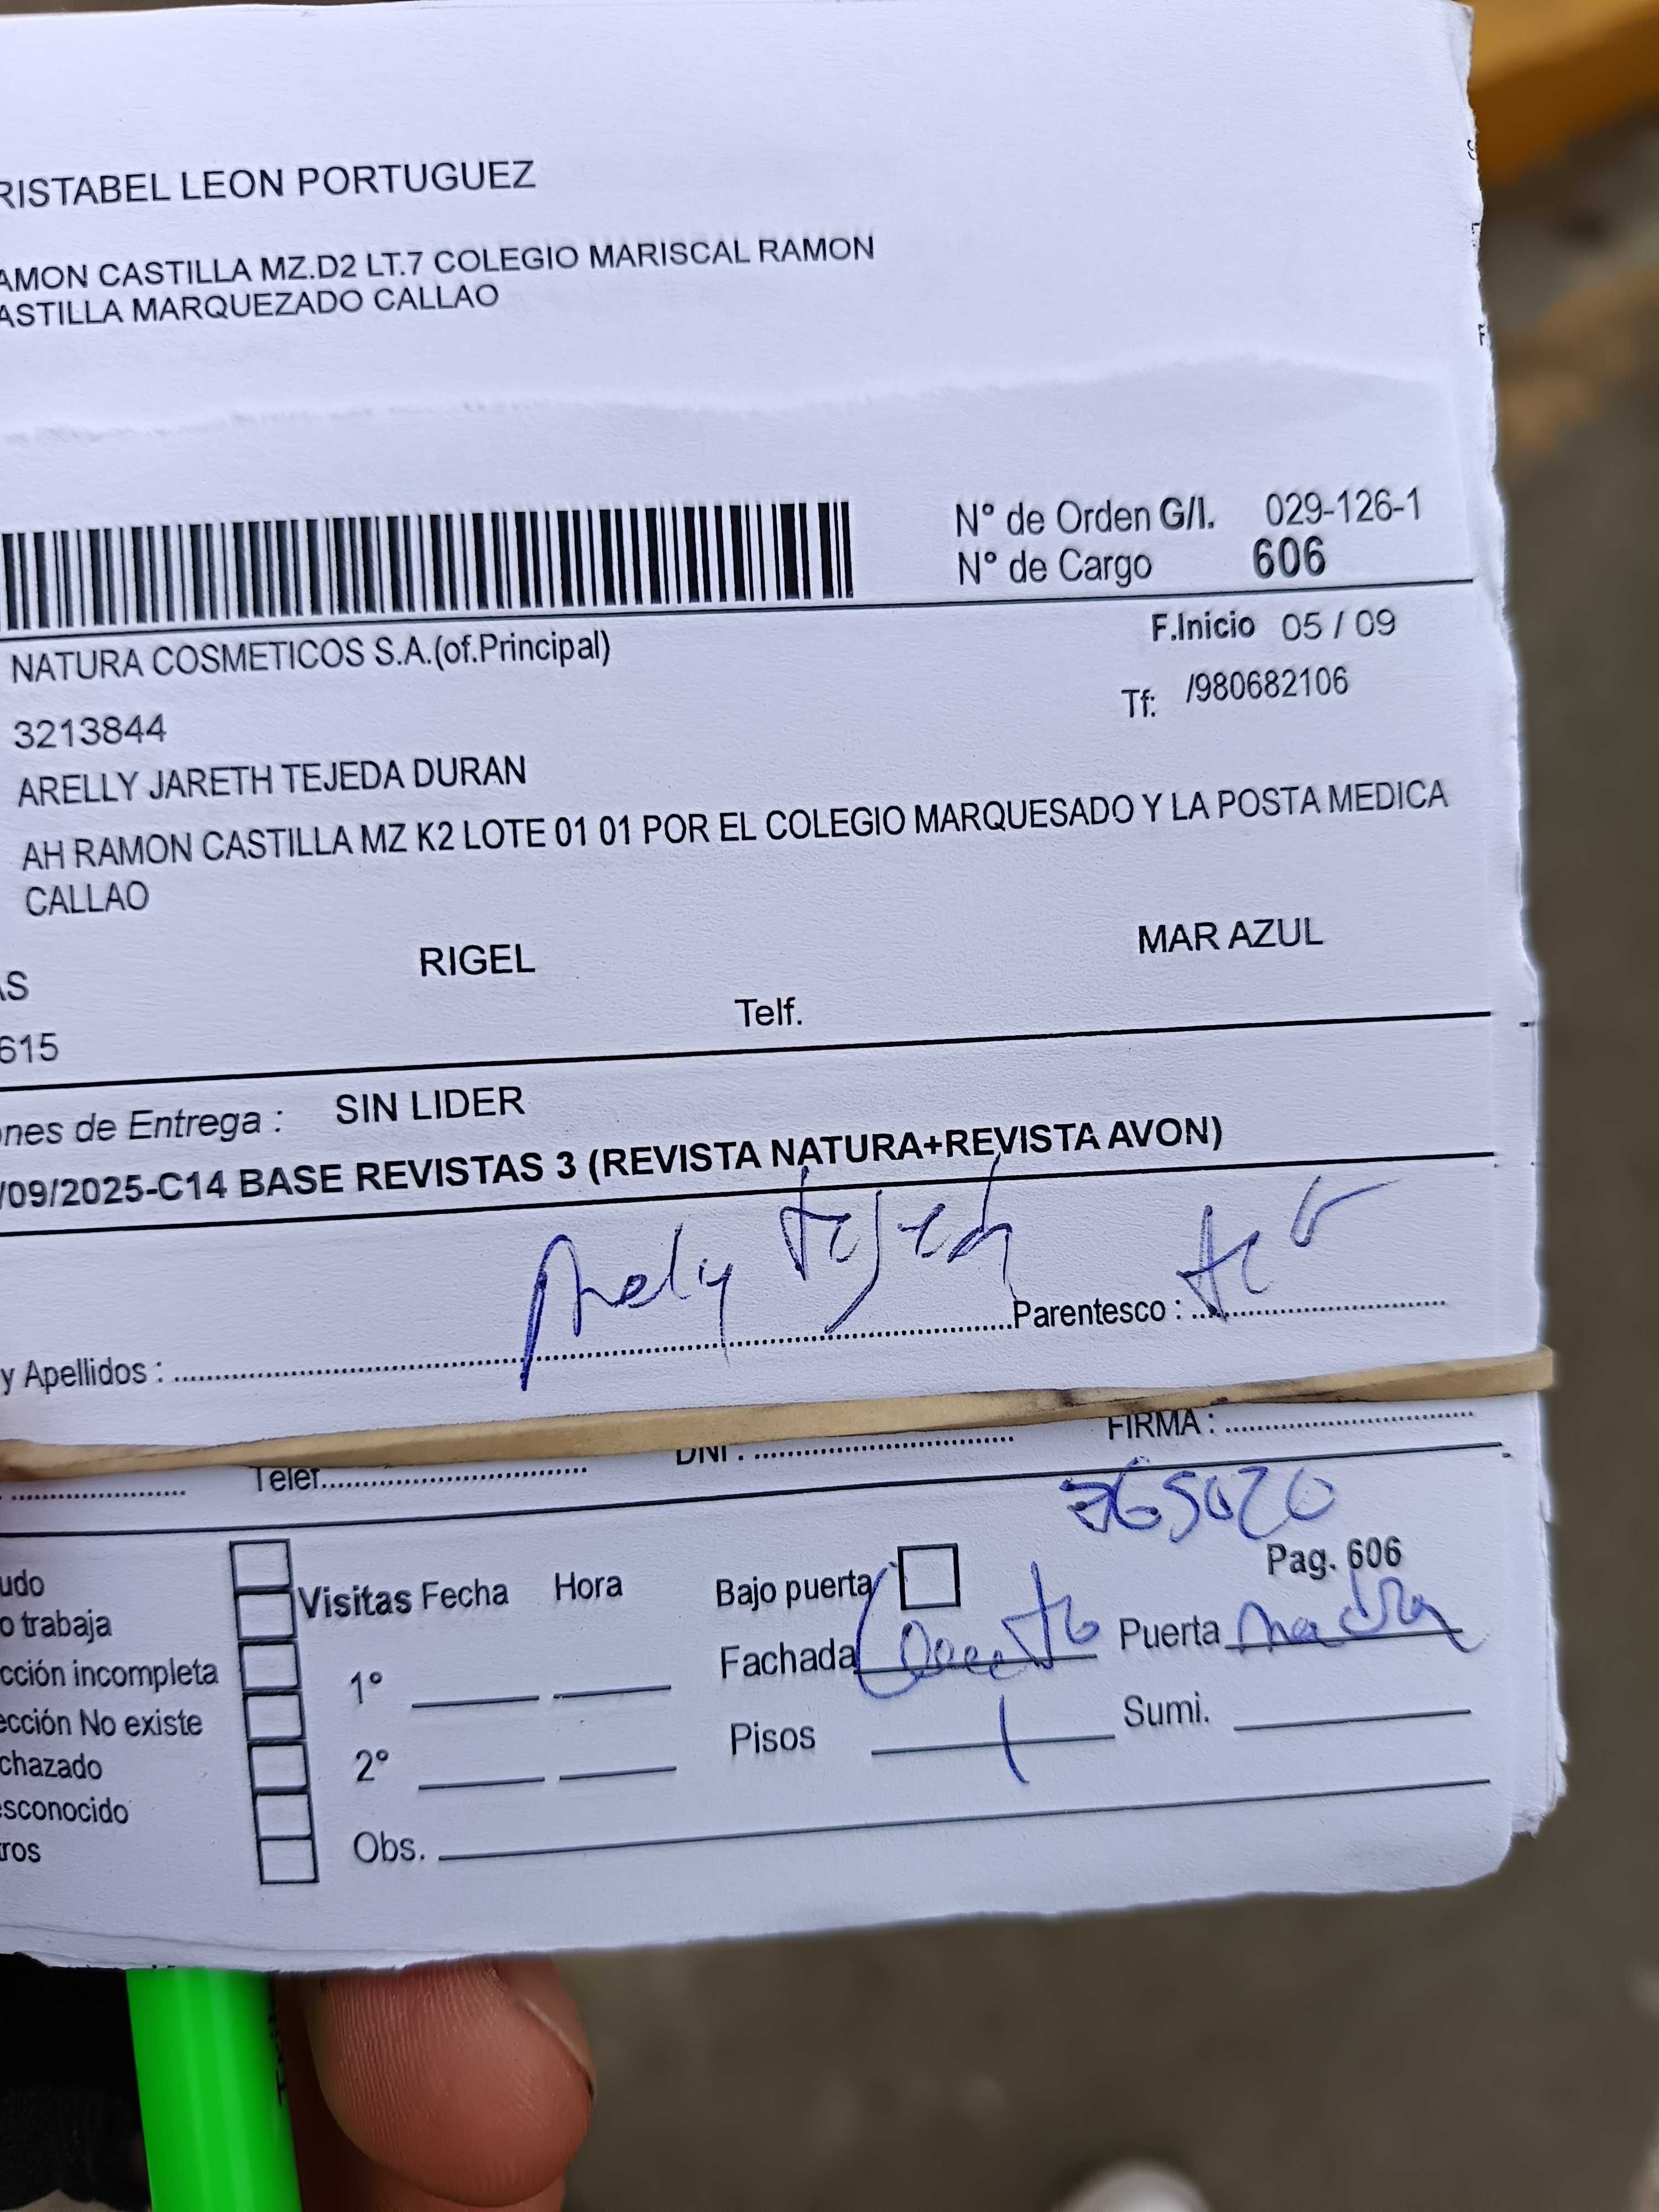 RISTABEL LEON PORTUGUEZ
AMON CASTILLA MZ.D2 LT.7 COLEGIO MARISCAL RAMON
ASTILLA MARQUEZADO CALLAO
N° de Orden G/I. 029-126-1
N° de Cargo 606
NATURA COSMETICOS S.A.(of.Principal) F.Inicio 05 / 09
3213844 Tf: /980682106
ARELLY JARETH TEJEDA DURAN
AH RAMON CASTILLA MZ K2 LOTE 01 01 POR EL COLEGIO MARQUESADO Y LA POSTA MEDICA
CALLAO
AS RIGEL MAR AZUL
615 Telf.
ones de Entrega : SIN LIDER
/09/2025-C14 BASE REVISTAS 3 (REVISTA NATURA+REVISTA AVON)
Arely Tejeda
y Apellidos : Parentesco :
Telef. DNI : FIRMA :
udo Visitas Fecha Hora Bajo puerta Pag. 606
o trabaja Fachada Puerta
cción incompleta 1°
ección No existe Pisos 1 Sumi.
chazado 2°
esconocido
ros Obs.